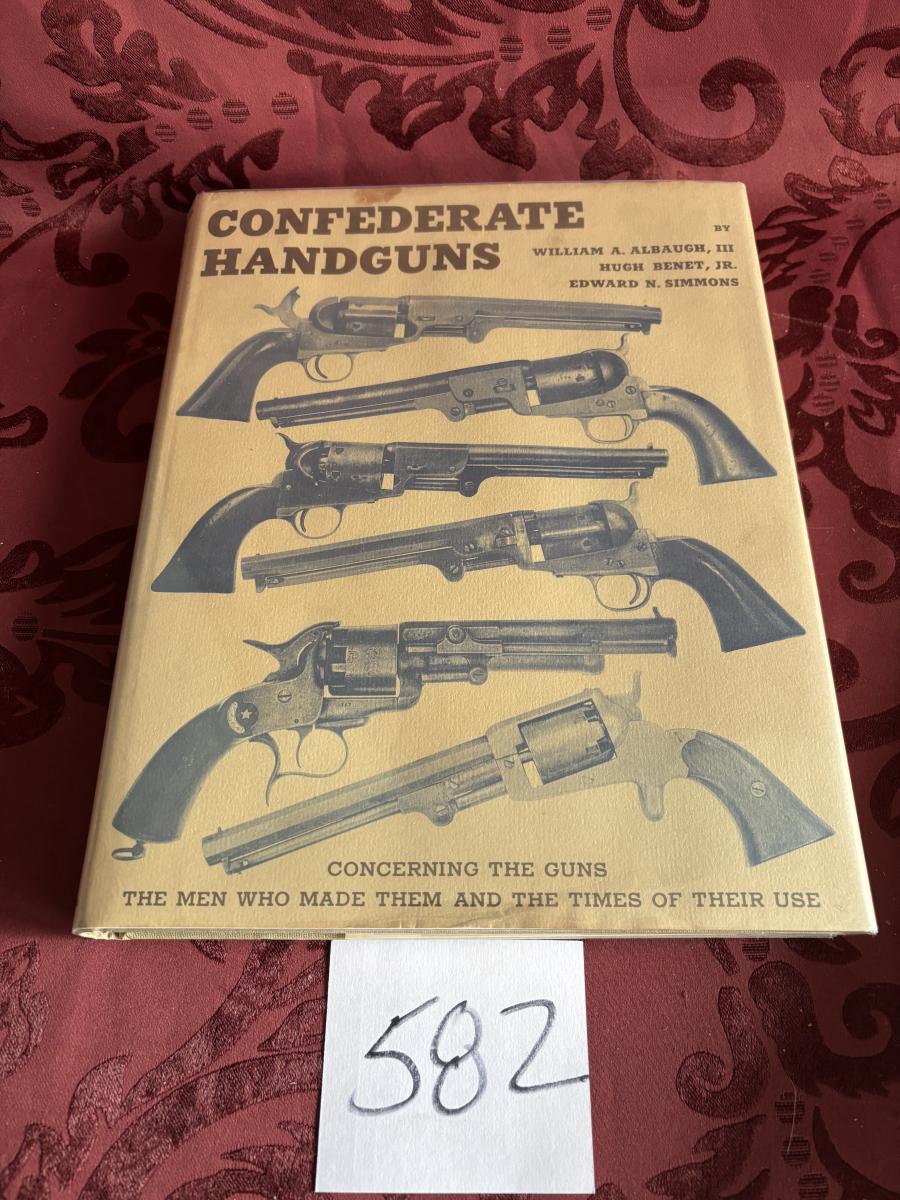 CONFEDERATE
HANDGUNS
BY
WILLIAM A. ALBAUGH, III
HUGH BENET, JR.
EDWARD N. SIMMONS
CONCERNING THE GUNS
THE MEN WHO MADE THEM AND THE TIMES OF THEIR USE
582